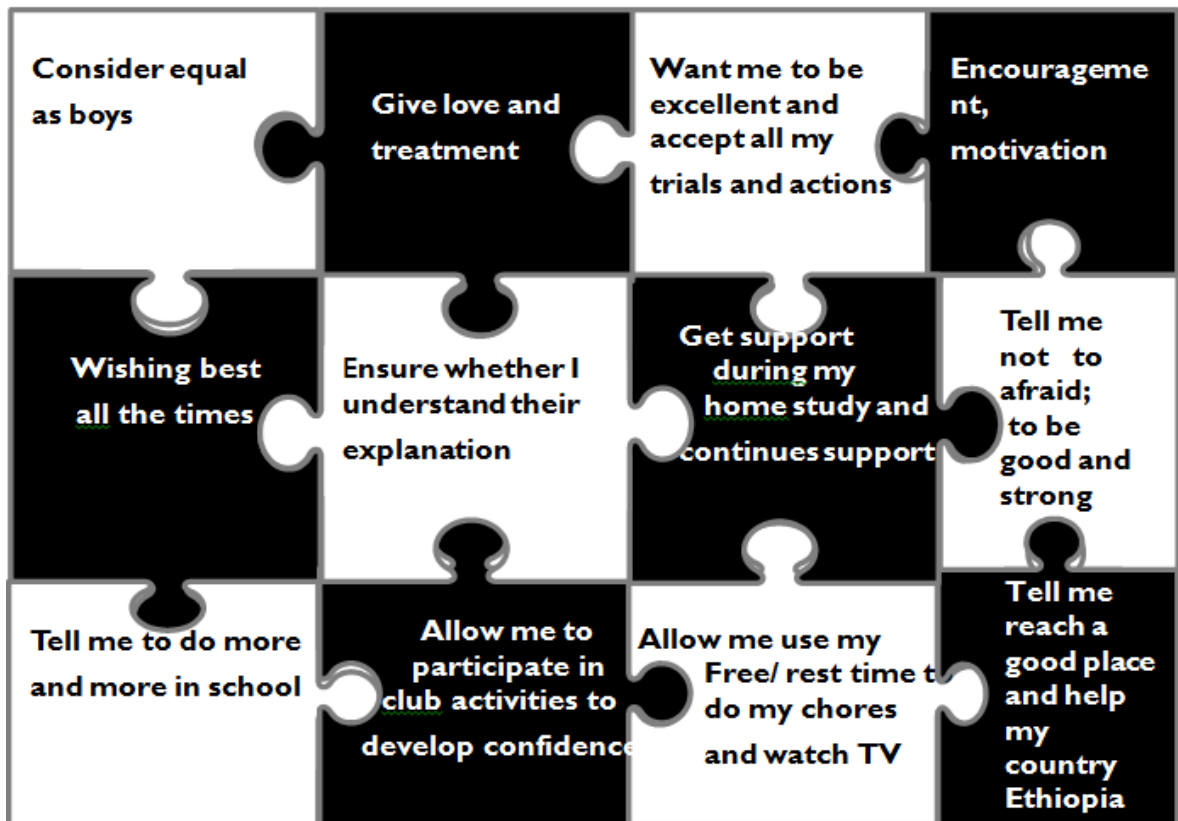 Consider equal
as boys
Give love and
treatment
Want me to be
excellent and
accept all my
trials and actions
Encourageme
nt,
motivation
Wishing best
all the times
Ensure whether I
understand their
explanation
Get support
during my
home study and
continues support
Tell me
not to
afraid;
to be
good and
strong
Tell me to do more
and more in school
Allow me to
participate in
club activities to
develop confidence
Allow me use my
Free/ rest time t
do my chores
and watch TV
Tell me
reach a
good place
and help
my
country
Ethiopia